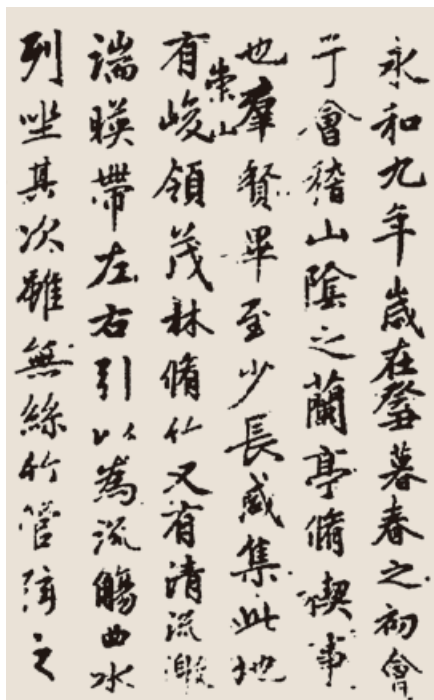 永和九年歲在癸丑暮春之初會
于會稽山陰之蘭亭脩稧事
也羣賢畢至少長咸集此地
有崇山峻領茂林脩竹又有清流激
湍暎帶左右引以為流觴曲水
列坐其次雖無絲竹管弦之